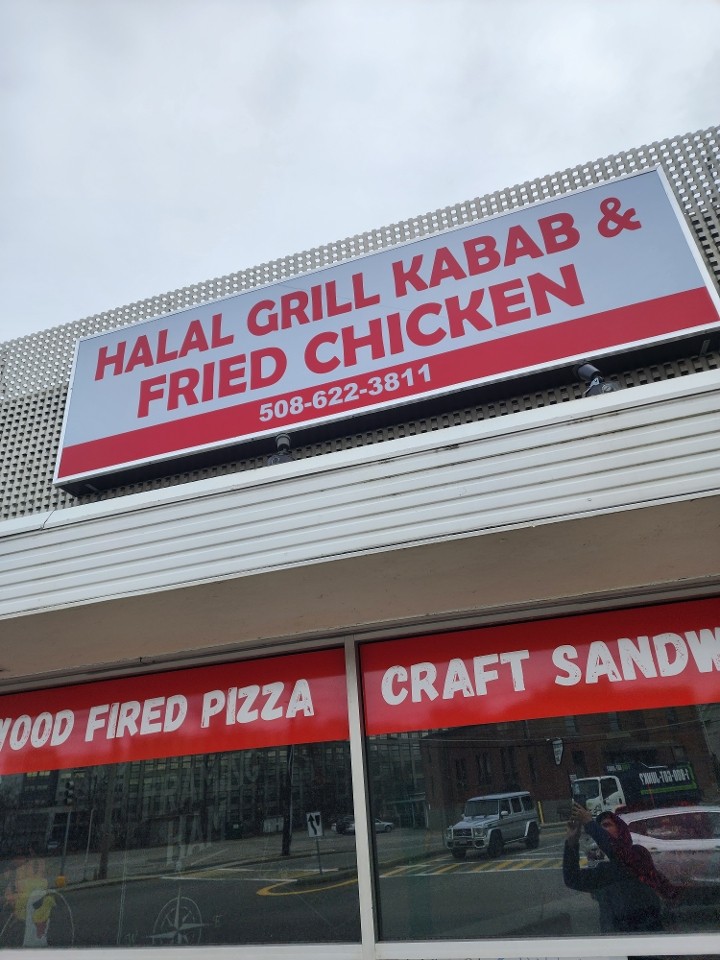 HALAL GRILL KABAB &
FRIED CHICKEN
508-622-3811
WOOD FIRED PIZZA
CRAFT SANDW